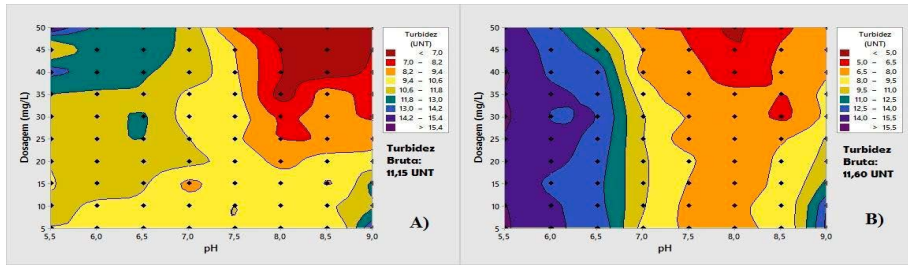 50
45
40
35
30
25
20
15
10
5
Dosagem (mg/L)
5,5 6,0 6,5 7,0 7,5 8,0 8,5 9,0
pH
Turbidez
(UNT)
< 7,0
7,0 – 8,2
8,2 – 9,4
9,4 – 10,6
10,6 – 11,8
11,8 – 13,0
13,0 – 14,2
14,2 – 15,4
> 15,4
Turbidez
Bruta:
11,15 UNT
A)
50
45
40
35
30
25
20
15
10
5
Dosagem (mg/L)
5,5 6,0 6,5 7,0 7,5 8,0 8,5 9,0
pH
Turbidez
(UNT)
< 5,0
5,0 – 6,5
6,5 – 8,0
8,0 – 9,5
9,5 – 11,0
11,0 – 12,5
12,5 – 14,0
14,0 – 15,5
> 15,5
Turbidez
Bruta:
11,60 UNT
B)